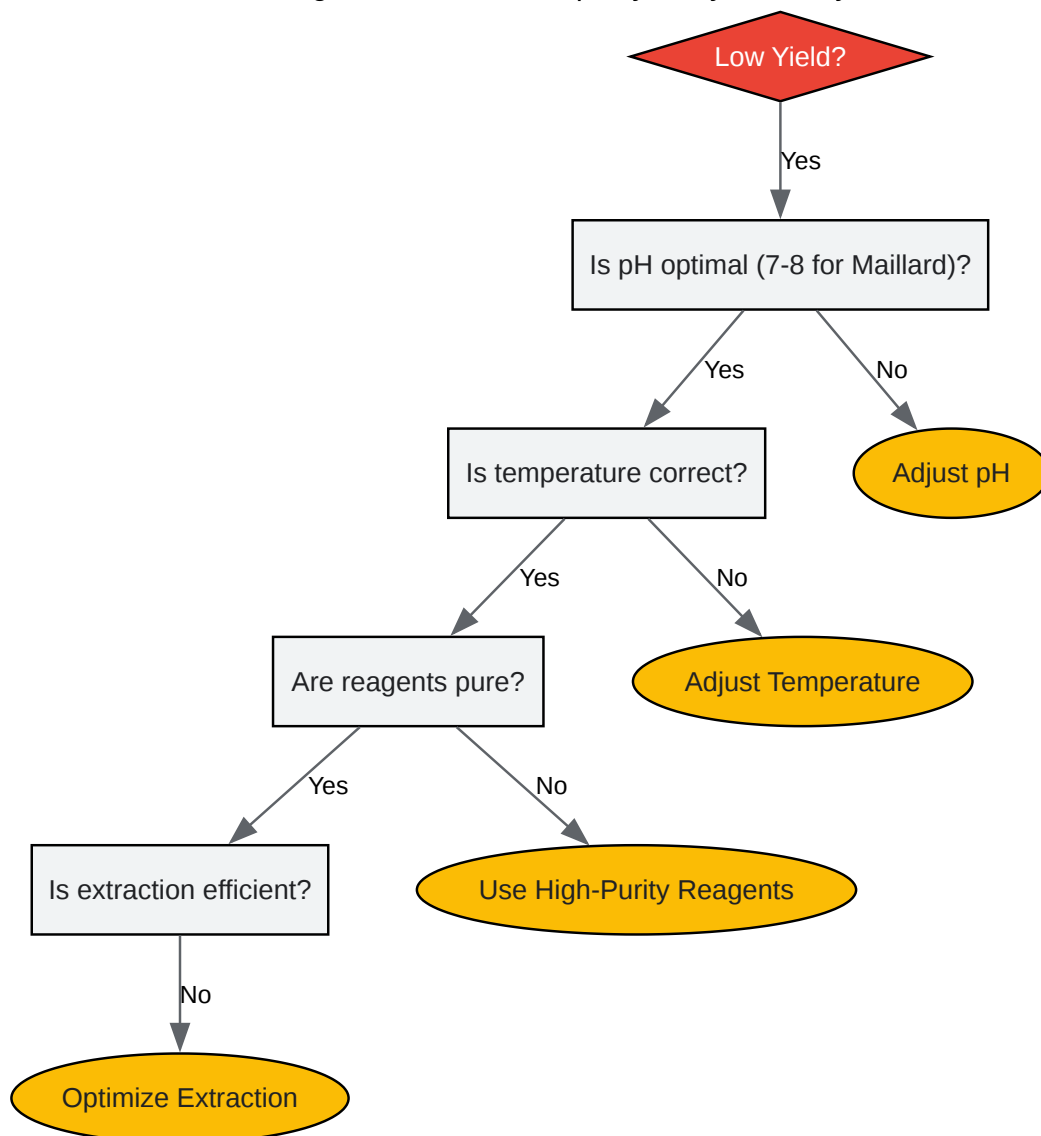 Low Yield?
Yes
Is pH optimal (7-8 for Maillard)?
Yes
No
Is temperature correct?
Adjust pH
Yes
No
Are reagents pure?
Adjust Temperature
Yes
No
Is extraction efficient?
Use High-Purity Reagents
No
Optimize Extraction